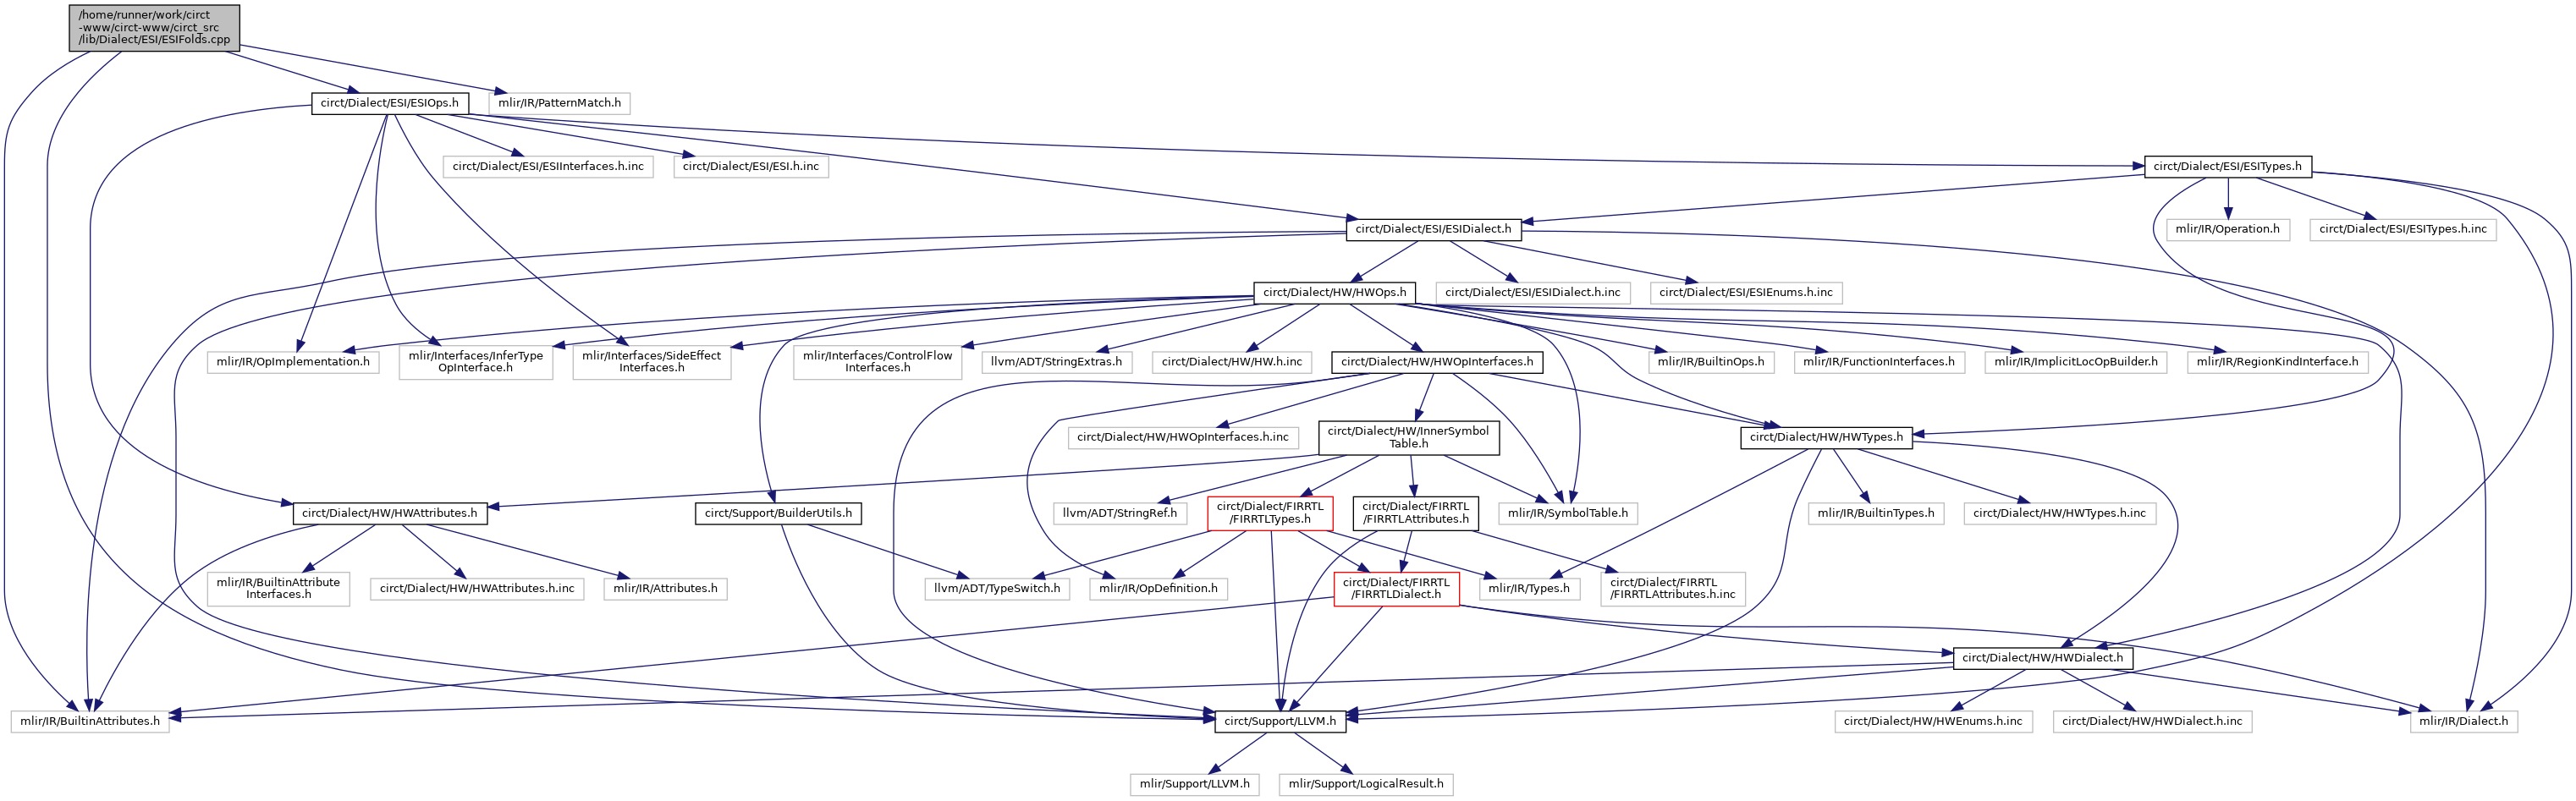 /home/runner/work/circt
-www/circt-www/circt_src
/lib/Dialect/ESI/ESIFolds.cpp
circt/Dialect/ESI/ESIOps.h
mlir/IR/PatternMatch.h
circt/Dialect/ESI/ESIInterfaces.h.inc
circt/Dialect/ESI/ESI.h.inc
circt/Dialect/ESI/ESITypes.h
circt/Dialect/ESI/ESIDialect.h
mlir/IR/Operation.h
circt/Dialect/ESI/ESITypes.h.inc
circt/Dialect/HW/HWOps.h
circt/Dialect/ESI/ESIDialect.h.inc
circt/Dialect/ESI/ESIEnums.h.inc
mlir/IR/OpImplementation.h
mlir/Interfaces/InferType
OpInterface.h
mlir/Interfaces/SideEffect
Interfaces.h
mlir/Interfaces/ControlFlow
Interfaces.h
llvm/ADT/StringExtras.h
circt/Dialect/HW/HW.h.inc
circt/Dialect/HW/HWOpInterfaces.h
mlir/IR/BuiltinOps.h
mlir/IR/FunctionInterfaces.h
mlir/IR/ImplicitLocOpBuilder.h
mlir/IR/RegionKindInterface.h
circt/Dialect/HW/HWOpInterfaces.h.inc
circt/Dialect/HW/InnerSymbol
Table.h
circt/Dialect/HW/HWTypes.h
circt/Dialect/HW/HWAttributes.h
circt/Support/BuilderUtils.h
llvm/ADT/StringRef.h
circt/Dialect/FIRRTL
/FIRRTLTypes.h
circt/Dialect/FIRRTL
/FIRRTLAttributes.h
mlir/IR/SymbolTable.h
mlir/IR/BuiltinTypes.h
circt/Dialect/HW/HWTypes.h.inc
mlir/IR/BuiltinAttribute
Interfaces.h
circt/Dialect/HW/HWAttributes.h.inc
mlir/IR/Attributes.h
llvm/ADT/TypeSwitch.h
mlir/IR/OpDefinition.h
circt/Dialect/FIRRTL
/FIRRTLDialect.h
mlir/IR/Types.h
circt/Dialect/FIRRTL
/FIRRTLAttributes.h.inc
circt/Dialect/HW/HWDialect.h
mlir/IR/BuiltinAttributes.h
circt/Support/LLVM.h
circt/Dialect/HW/HWEnums.h.inc
circt/Dialect/HW/HWDialect.h.inc
mlir/IR/Dialect.h
mlir/Support/LLVM.h
mlir/Support/LogicalResult.h